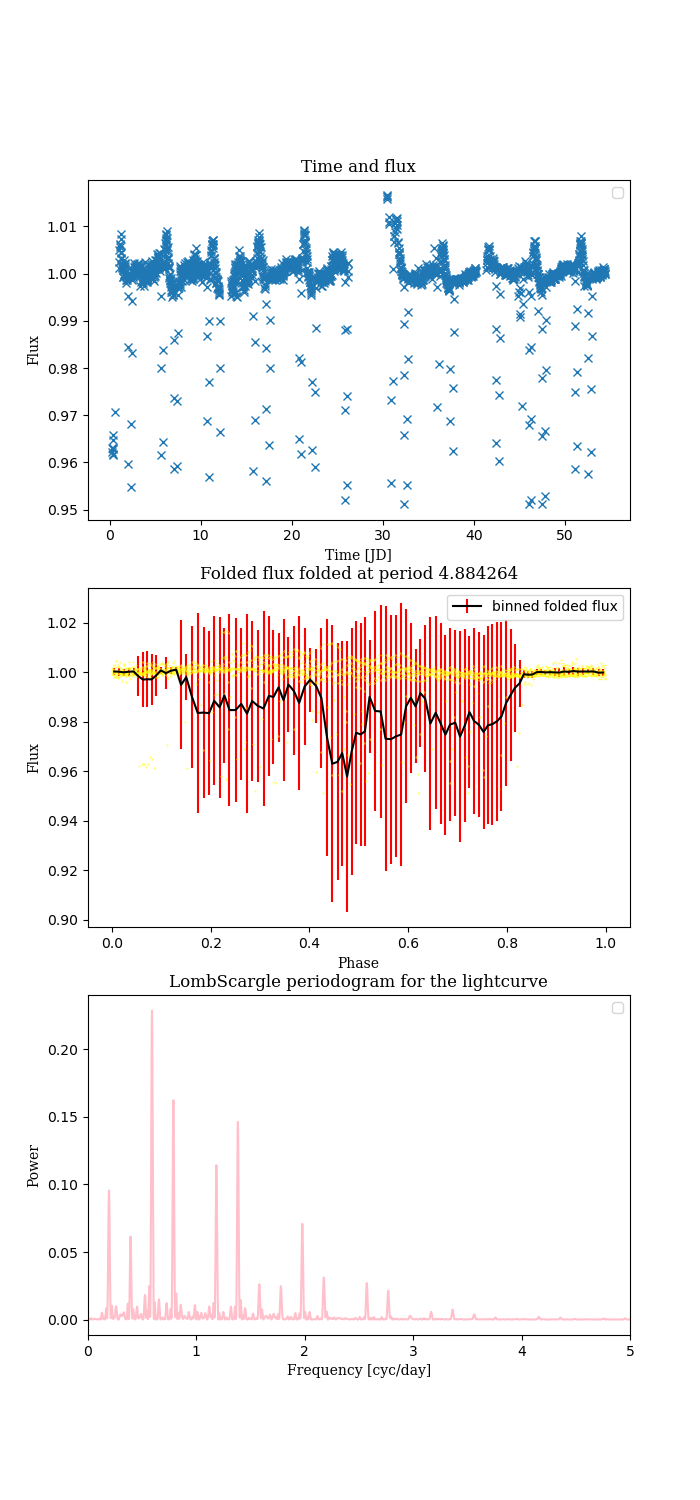 Time and flux
1.01
1.00
0.99
0.98
0.97
0.96
0.95
Flux
0 10 20 30 40 50
Time [JD]
Folded flux folded at period 4.884264
binned folded flux
1.02
1.00
0.98
0.96
0.94
0.92
0.90
Flux
0.0 0.2 0.4 0.6 0.8 1.0
Phase
LombScargle periodogram for the lightcurve
0.20
0.15
0.10
0.05
0.00
Power
0 1 2 3 4 5
Frequency [cyc/day]